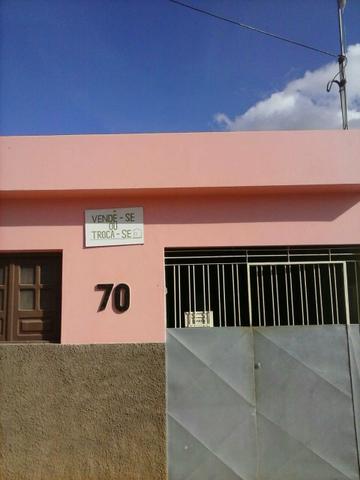 VENDE-SE
OU
TROCA-SE
70